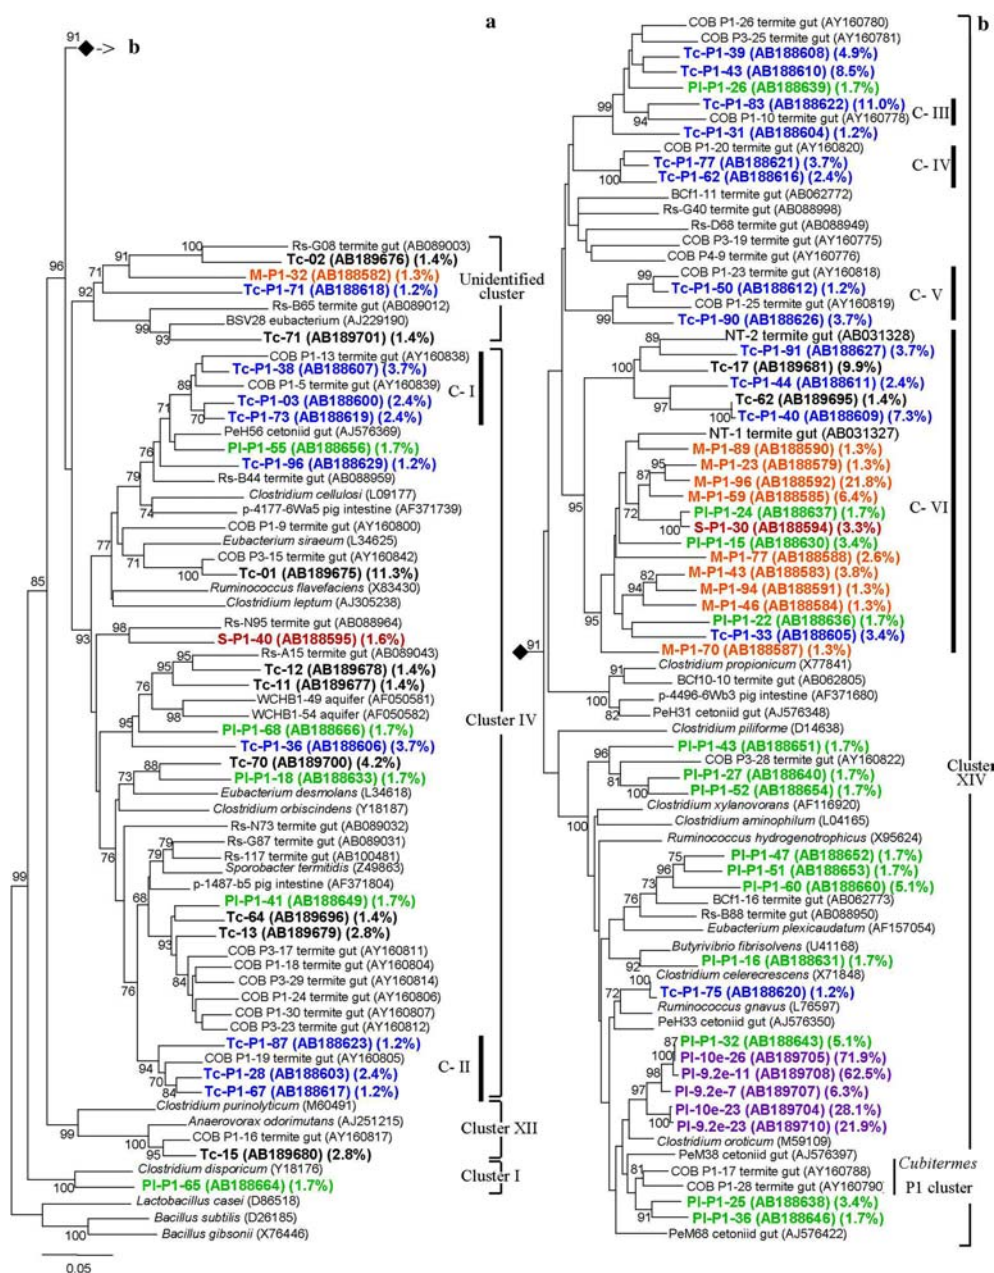 a
91
-> b
96
91
100
Rs-G08 termite gut (AB089003)
Tc-02 (AB189676) (1.4%)
71
M-P1-32 (AB188582) (1.3%)
Tc-P1-71 (AB188618) (1.2%)
92
Rs-B65 termite gut (AB089012)
BSV28 eubacterium (AJ229190)
99
93
Tc-71 (AB189701) (1.4%)
Unidentified
cluster
COB P1-13 termite gut (AY160838)
Tc-P1-38 (AB188607) (3.7%)
89
COB P1-5 termite gut (AY160839)
Tc-P1-03 (AB188600) (2.4%)
71
70
Tc-P1-73 (AB188619) (2.4%)
C- I
PeH56 cetoniid gut (AJ576369)
Pl-P1-55 (AB188656) (1.7%)
76
Tc-P1-96 (AB188629) (1.2%)
79
Rs-B44 termite gut (AB088959)
Clostridium cellulosi (L09177)
74
p-4177-6Wa5 pig intestine (AF371739)
COB P1-9 termite gut (AY160800)
77
Eubacterium siraeum (L34625)
71
COB P3-15 termite gut (AY160842)
100
Tc-01 (AB189675) (11.3%)
85
Ruminococcus flavefaciens (X83430)
Clostridium leptum (AJ305238)
93
98
Rs-N95 termite gut (AB088964)
S-P1-40 (AB188595) (1.6%)
Rs-A15 termite gut (AB089043)
95
95
Tc-12 (AB189678) (1.4%)
Tc-11 (AB189677) (1.4%)
76
WCHB1-49 aquifer (AF050581)
98
WCHB1-54 aquifer (AF050582)
Pl-P1-68 (AB188666) (1.7%)
95
Tc-P1-36 (AB188606) (3.7%)
Cluster IV
88
Tc-70 (AB189700) (4.2%)
73
Pl-P1-18 (AB188633) (1.7%)
Eubacterium desmolans (L34618)
Clostridium orbiscindens (Y18187)
Rs-N73 termite gut (AB089032)
79
Rs-G87 termite gut (AB089031)
76
79
Rs-117 termite gut (AB100481)
Sporobacter termitidis (Z49863)
99
p-1487-b5 pig intestine (AF371804)
68
Pl-P1-41 (AB188649) (1.7%)
Tc-64 (AB189696) (1.4%)
Tc-13 (AB189679) (2.8%)
93
COB P3-17 termite gut (AY160811)
COB P1-18 termite gut (AY160804)
84
COB P3-29 termite gut (AY160814)
76
COB P1-24 termite gut (AY160806)
COB P1-30 termite gut (AY160807)
COB P3-23 termite gut (AY160812)
Tc-P1-87 (AB188623) (1.2%)
94
COB P1-19 termite gut (AY160805)
70
Tc-P1-28 (AB188603) (2.4%)
84
Tc-P1-67 (AB188617) (1.2%)
C- II
Clostridium purinolyticum (M60491)
Anaerovorax odorimutans (AJ251215)
99
100
COB P1-16 termite gut (AY160817)
95
Tc-15 (AB189680) (2.8%)
Cluster XII
Clostridium disporicum (Y18176)
100
Pl-P1-65 (AB188664) (1.7%)
Cluster I
Lactobacillus casei (D86518)
Bacillus subtilis (D26185)
100
Bacillus gibsonii (X76446)
0.05
b
COB P1-26 termite gut (AY160780)
COB P3-25 termite gut (AY160781)
Tc-P1-39 (AB188608) (4.9%)
Tc-P1-43 (AB188610) (8.5%)
Pl-P1-26 (AB188639) (1.7%)
99
Tc-P1-83 (AB188622) (11.0%)
94
COB P1-10 termite gut (AY160778)
C- III
Tc-P1-31 (AB188604) (1.2%)
COB P1-20 termite gut (AY160820)
Tc-P1-77 (AB188621) (3.7%)
100
Tc-P1-62 (AB188616) (2.4%)
C- IV
BCf1-11 termite gut (AB062772)
Rs-G40 termite gut (AB088998)
Rs-D68 termite gut (AB088949)
COB P3-19 termite gut (AY160775)
COB P4-9 termite gut (AY160776)
99
COB P1-23 termite gut (AY160818)
Tc-P1-50 (AB188612) (1.2%)
COB P1-25 termite gut (AY160819)
99
Tc-P1-90 (AB188626) (3.7%)
C- V
89
NT-2 termite gut (AB031328)
Tc-P1-91 (AB188627) (3.7%)
100
Tc-17 (AB189681) (9.9%)
Tc-P1-44 (AB188611) (2.4%)
97
Tc-62 (AB189695) (1.4%)
100
Tc-P1-40 (AB188609) (7.3%)
NT-1 termite gut (AB031327)
M-P1-89 (AB188590) (1.3%)
95
M-P1-23 (AB188579) (1.3%)
87
M-P1-96 (AB188592) (21.8%)
95
M-P1-59 (AB188585) (6.4%)
72
Pl-P1-24 (AB188637) (1.7%)
C- VI
100
S-P1-30 (AB188594) (3.3%)
Pl-P1-15 (AB188630) (3.4%)
M-P1-77 (AB188588) (2.6%)
82
M-P1-43 (AB188583) (3.8%)
94
M-P1-94 (AB188591) (1.3%)
M-P1-46 (AB188584) (1.3%)
95
Pl-P1-22 (AB188636) (1.7%)
Tc-P1-33 (AB188605) (3.4%)
91
M-P1-70 (AB188587) (1.3%)
Clostridium propionicum (X77841)
BCf10-10 termite gut (AB062805)
100
p-4496-6Wb3 pig intestine (AF371680)
82
PeH31 cetoniid gut (AJ576348)
Clostridium piliforme (D14638)
96
Pl-P1-43 (AB188651) (1.7%)
COB P3-28 termite gut (AY160822)
81
Pl-P1-27 (AB188640) (1.7%)
100
Pl-P1-52 (AB188654) (1.7%)
Cluster
XIV
Clostridium xylanovorans (AF116920)
100
Clostridium aminophilum (L04165)
Ruminococcus hydrogenotrophicus (X95624)
75
Pl-P1-47 (AB188652) (1.7%)
96
Pl-P1-51 (AB188653) (1.7%)
73
Pl-P1-60 (AB188660) (5.1%)
76
BCf1-16 termite gut (AB062773)
Rs-B88 termite gut (AB088950)
Eubacterium plexicaudatum (AF157054)
Butyrivibrio fibrisolvens (U41168)
92
Pl-P1-16 (AB188631) (1.7%)
100
Clostridium celerecrescens (X71848)
72
Tc-P1-75 (AB188620) (1.2%)
Ruminococcus gnavus (L76597)
PeH33 cetoniid gut (AJ576350)
87
Pl-P1-32 (AB188643) (5.1%)
100
Pl-10e-26 (AB189705) (71.9%)
98
Pl-9.2e-11 (AB189708) (62.5%)
97
Pl-9.2e-7 (AB189707) (6.3%)
Pl-10e-23 (AB189704) (28.1%)
100
Pl-9.2e-23 (AB189710) (21.9%)
Clostridium oroticum (M59109)
PeM38 cetoniid gut (AJ576397)
81
COB P1-17 termite gut (AY160788)
COB P1-28 termite gut (AY160790)
Cubitermes
P1 cluster
Pl-P1-25 (AB188638) (3.4%)
91
Pl-P1-36 (AB188646) (1.7%)
PeM68 cetoniid gut (AJ576422)